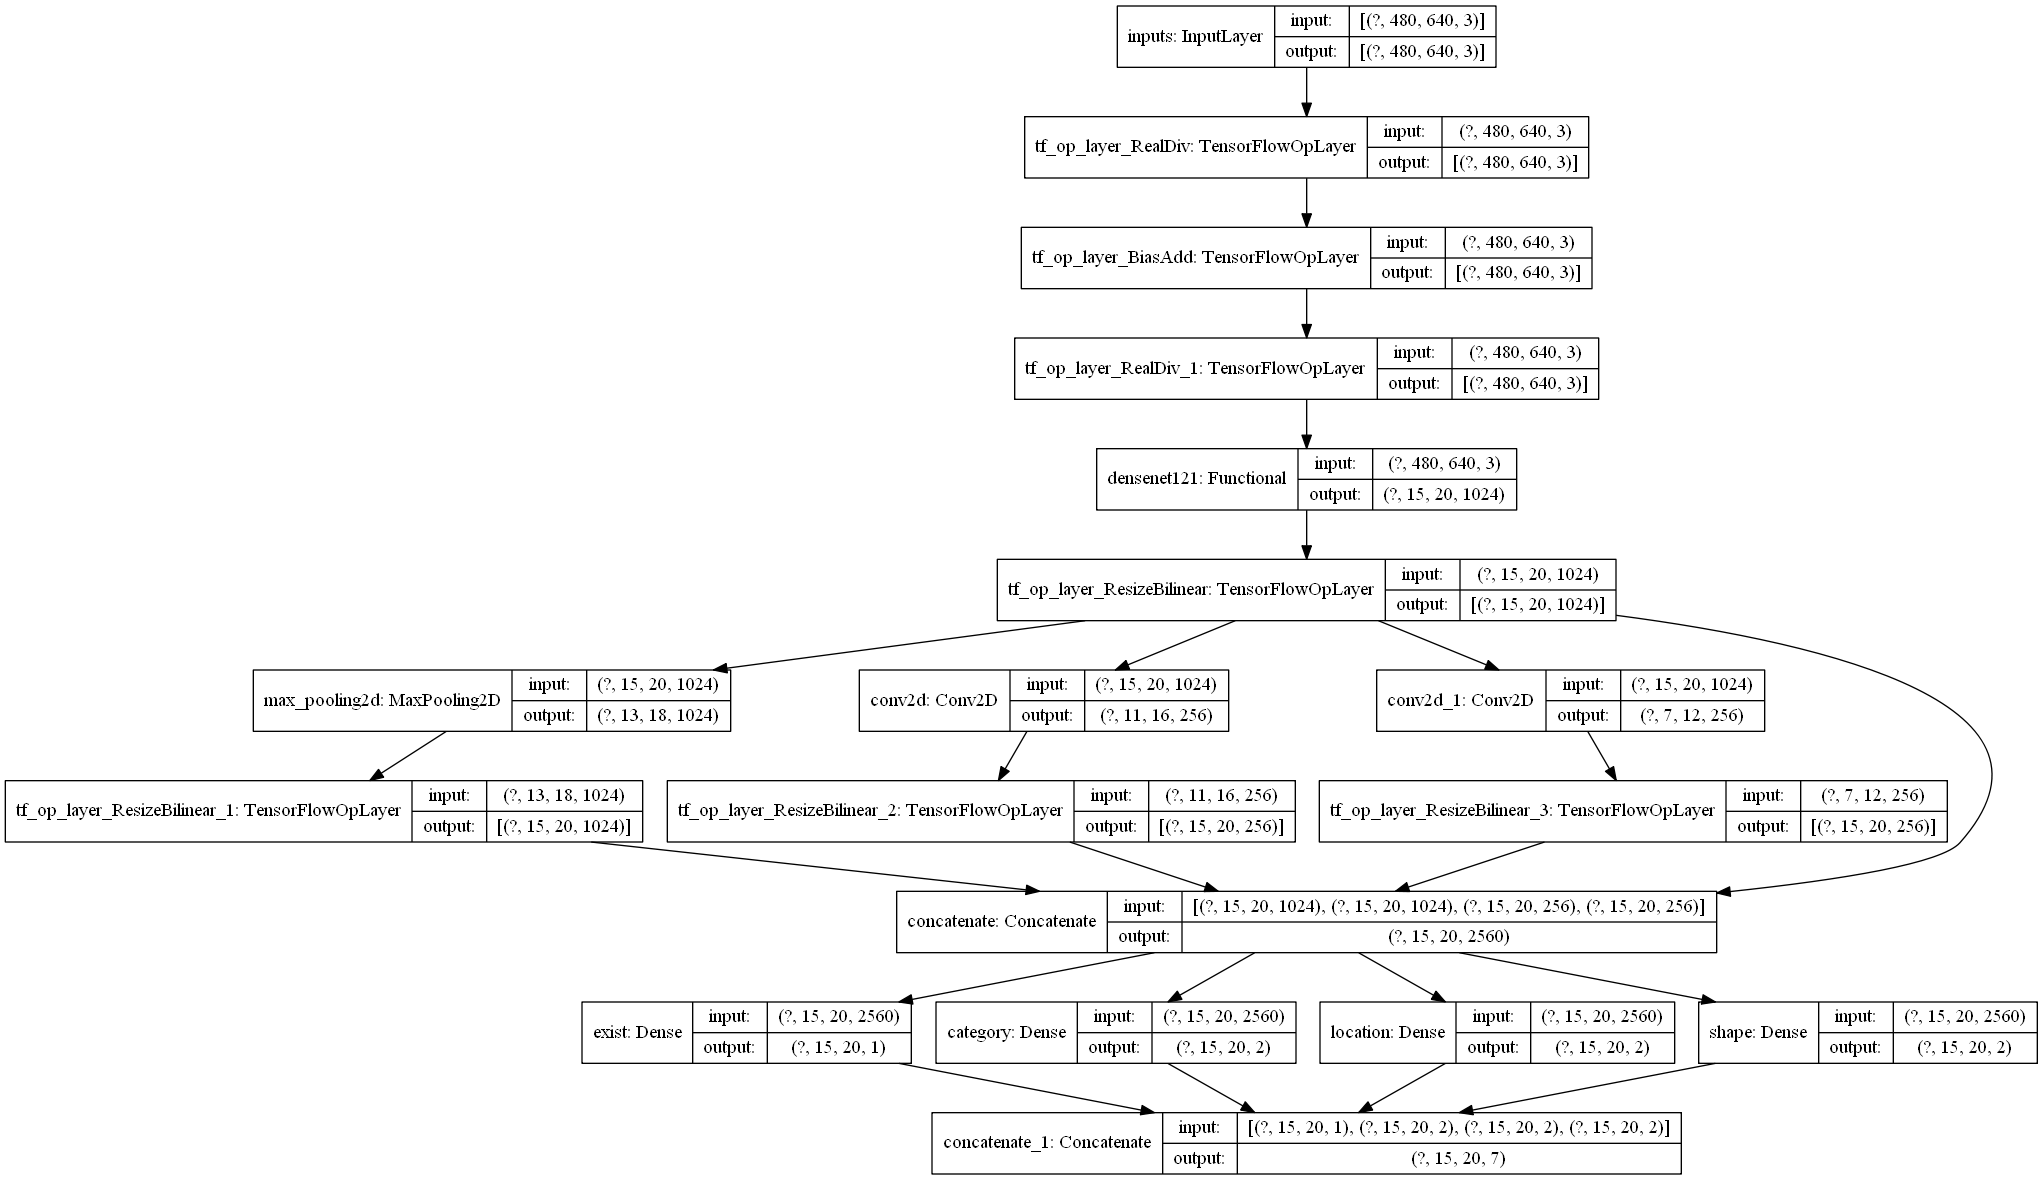 inputs: InputLayer
input:
[(?, 480, 640, 3)]
output:
[(?, 480, 640, 3)]
tf_op_layer_RealDiv: TensorFlowOpLayer
input:
(?, 480, 640, 3)
output:
[(?, 480, 640, 3)]
tf_op_layer_BiasAdd: TensorFlowOpLayer
input:
(?, 480, 640, 3)
output:
[(?, 480, 640, 3)]
tf_op_layer_RealDiv_1: TensorFlowOpLayer
input:
(?, 480, 640, 3)
output:
[(?, 480, 640, 3)]
densenet121: Functional
input:
(?, 480, 640, 3)
output:
(?, 15, 20, 1024)
tf_op_layer_ResizeBilinear: TensorFlowOpLayer
input:
(?, 15, 20, 1024)
output:
[(?, 15, 20, 1024)]
max_pooling2d: MaxPooling2D
input:
(?, 15, 20, 1024)
output:
(?, 13, 18, 1024)
conv2d: Conv2D
input:
(?, 15, 20, 1024)
output:
(?, 11, 16, 256)
conv2d_1: Conv2D
input:
(?, 15, 20, 1024)
output:
(?, 7, 12, 256)
tf_op_layer_ResizeBilinear_1: TensorFlowOpLayer
input:
(?, 13, 18, 1024)
output:
[(?, 15, 20, 1024)]
tf_op_layer_ResizeBilinear_2: TensorFlowOpLayer
input:
(?, 11, 16, 256)
output:
[(?, 15, 20, 256)]
tf_op_layer_ResizeBilinear_3: TensorFlowOpLayer
input:
(?, 7, 12, 256)
output:
[(?, 15, 20, 256)]
concatenate: Concatenate
input:
[(?, 15, 20, 1024), (?, 15, 20, 1024), (?, 15, 20, 256), (?, 15, 20, 256)]
output:
(?, 15, 20, 2560)
exist: Dense
input:
(?, 15, 20, 2560)
output:
(?, 15, 20, 1)
category: Dense
input:
(?, 15, 20, 2560)
output:
(?, 15, 20, 2)
location: Dense
input:
(?, 15, 20, 2560)
output:
(?, 15, 20, 2)
shape: Dense
input:
(?, 15, 20, 2560)
output:
(?, 15, 20, 2)
concatenate_1: Concatenate
input:
[(?, 15, 20, 1), (?, 15, 20, 2), (?, 15, 20, 2), (?, 15, 20, 2)]
output:
(?, 15, 20, 7)